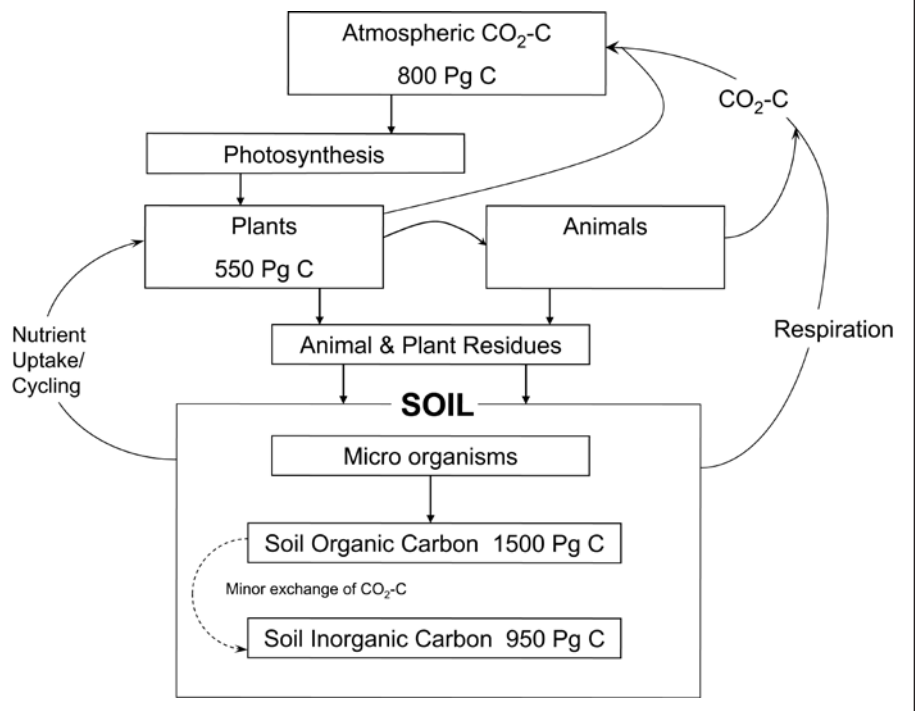 Atmospheric CO₂-C
800 Pg C
CO₂-C
Photosynthesis
Plants
550 Pg C
Animals
Nutrient
Uptake/
Cycling
Respiration
Animal & Plant Residues
SOIL
Micro organisms
Soil Organic Carbon 1500 Pg C
Minor exchange of CO₂-C
Soil Inorganic Carbon 950 Pg C